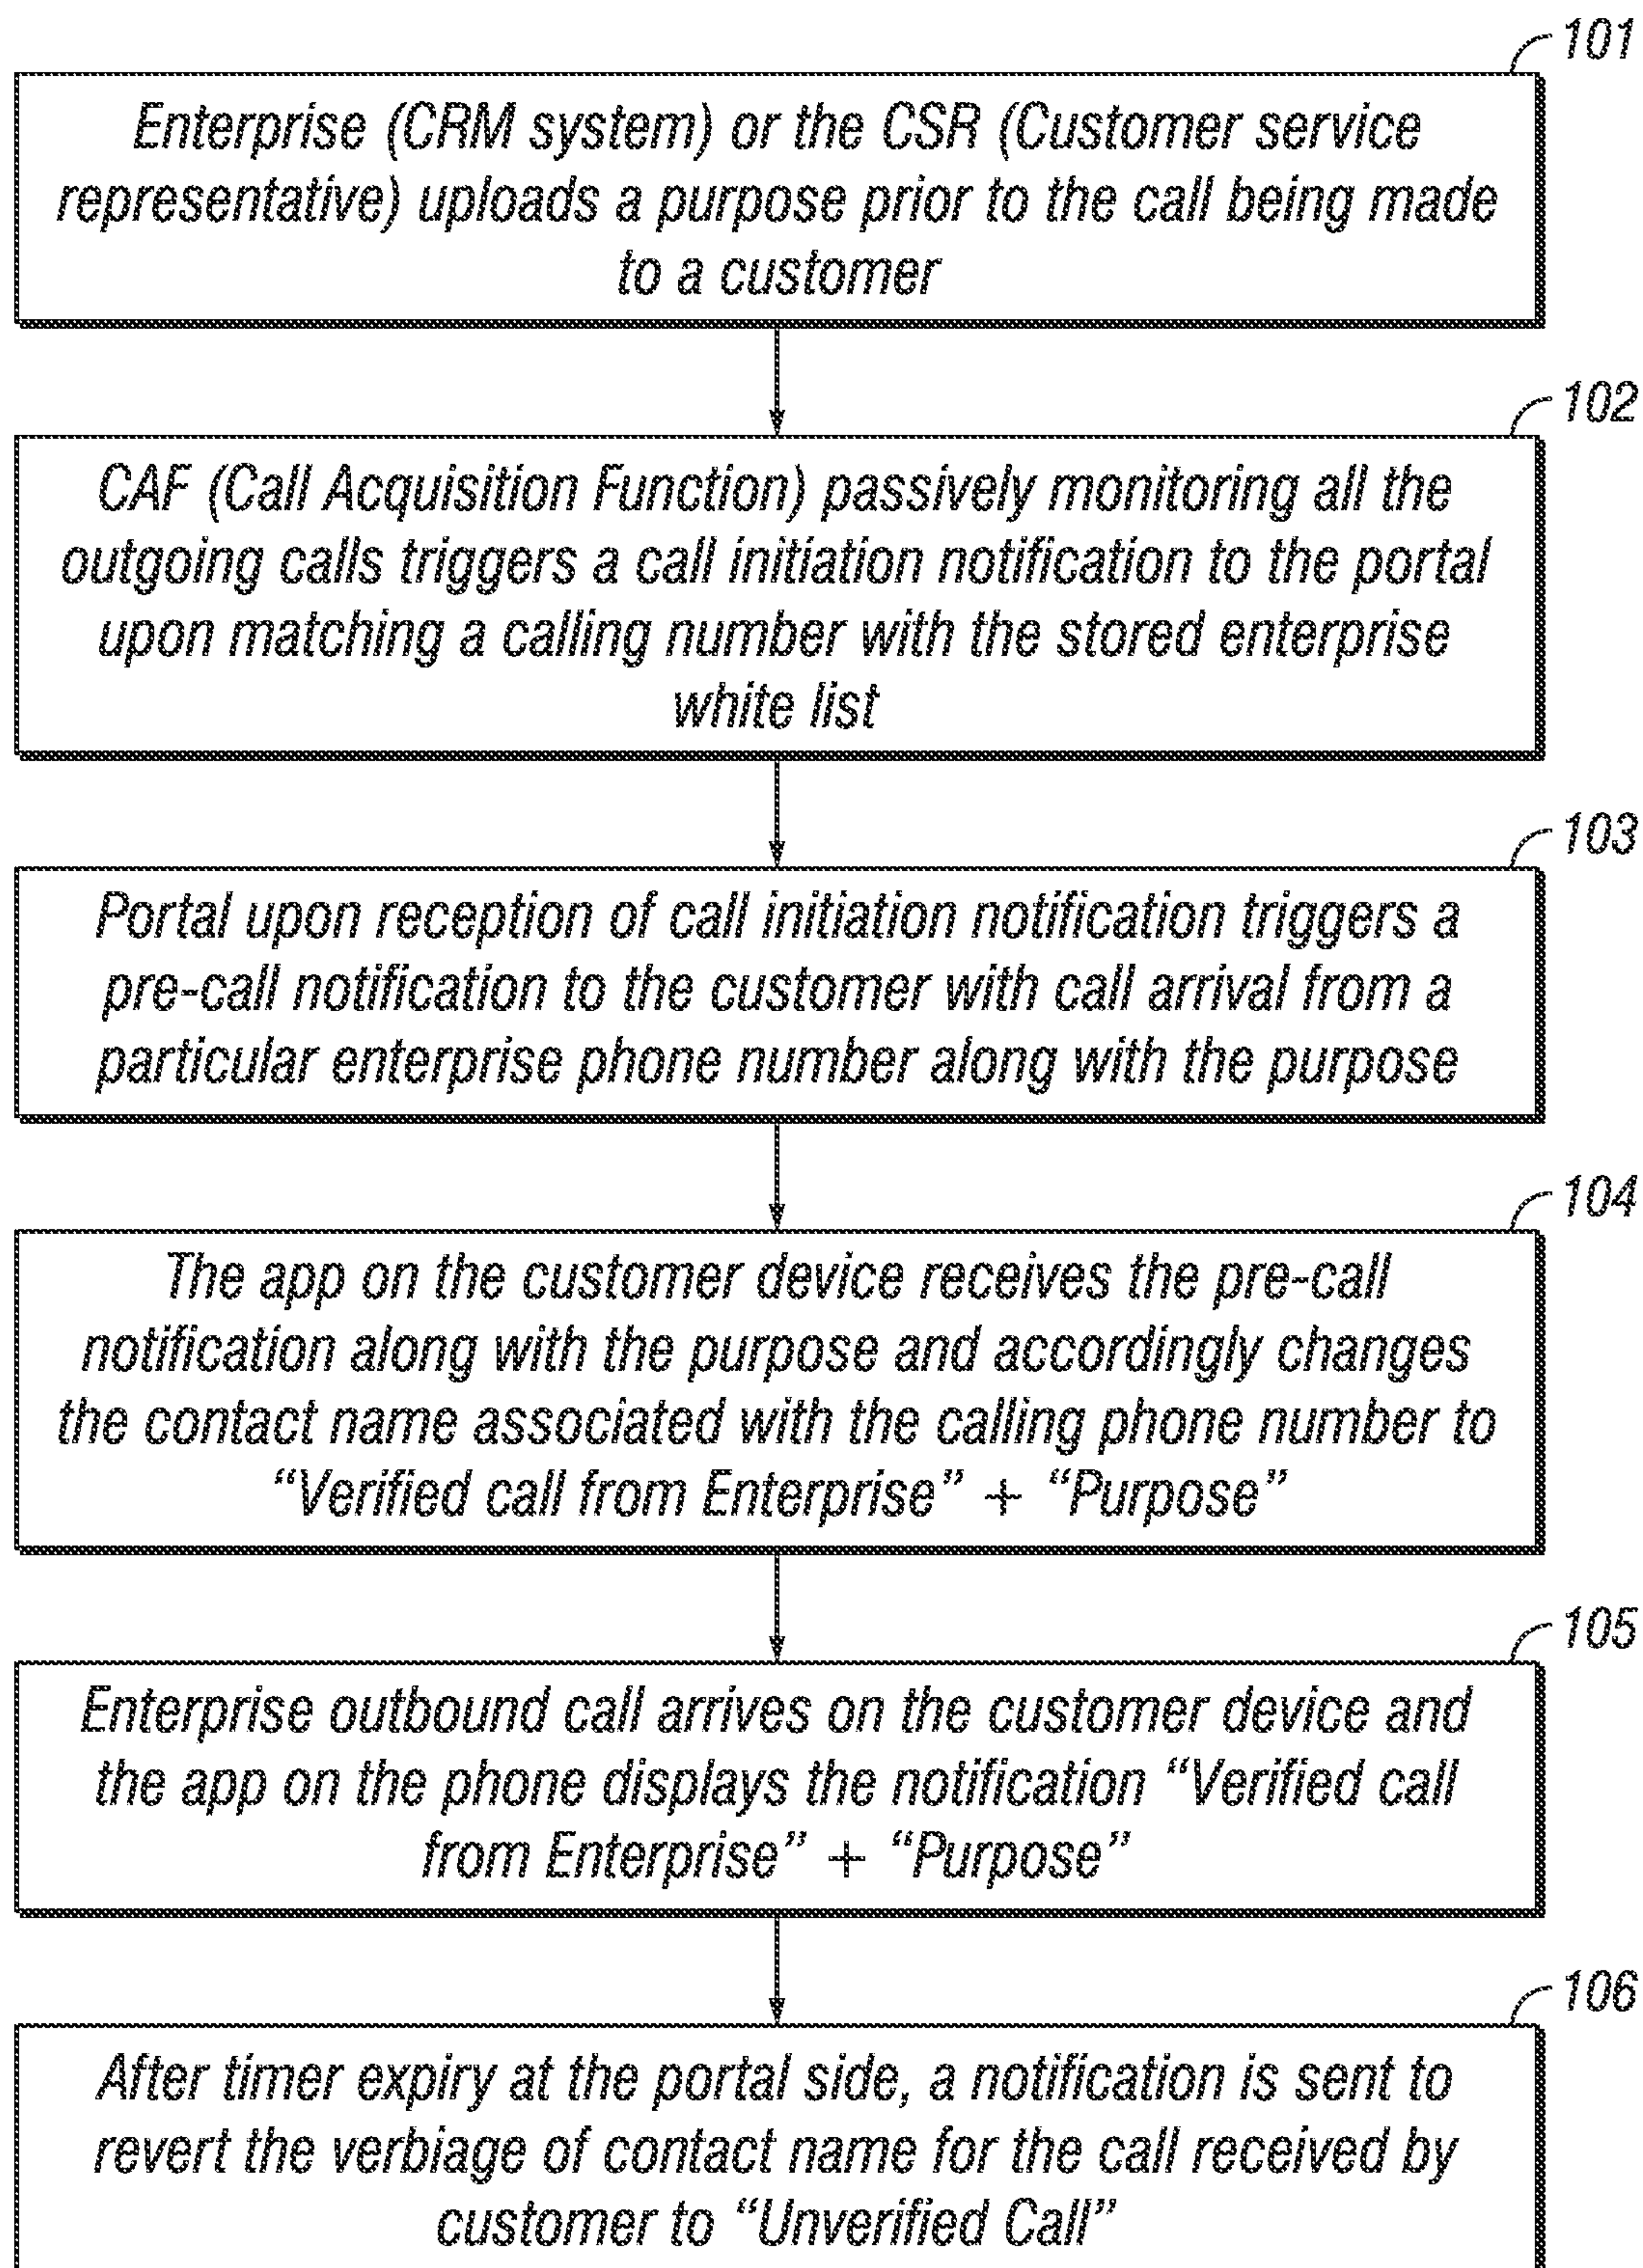 101
Enterprise (CRM system) or the CSR (Customer service
representative) uploads a purpose prior to the call being made
to a customer
102
CAF (Call Acquisition Function) passively monitoring all the
outgoing calls triggers a call initiation notification to the portal
upon matching a calling number with the stored enterprise
white list
103
Portal upon reception of call initiation notification triggers a
pre-call notification to the customer with call arrival from a
particular enterprise phone number along with the purpose
104
The app on the customer device receives the pre-call
notification along with the purpose and accordingly changes
the contact name associated with the calling phone number to
“Verified call from Enterprise” + “Purpose”
105
Enterprise outbound call arrives on the customer device and
the app on the phone displays the notification “Verified call
from Enterprise” + “Purpose”
106
After timer expiry at the portal side, a notification is sent to
revert the verbiage of contact name for the call received by
customer to “Unverified Call”